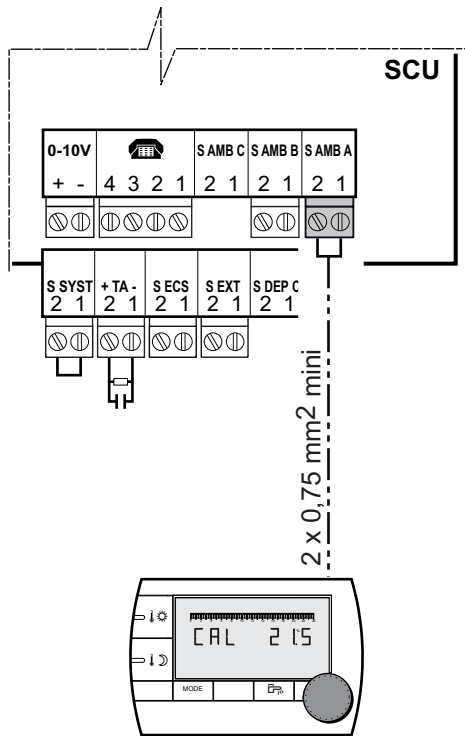 SCU
0-10V S AMB C S AMB B S AMB A
+ - 4 3 2 1 2 1 2 1 2 1
S SYST + TA - S ECS S EXT S DEP C
2 1 2 1 2 1 2 1 2 1
2 x 0,75 mm² mini
CAL 21.5
MODE